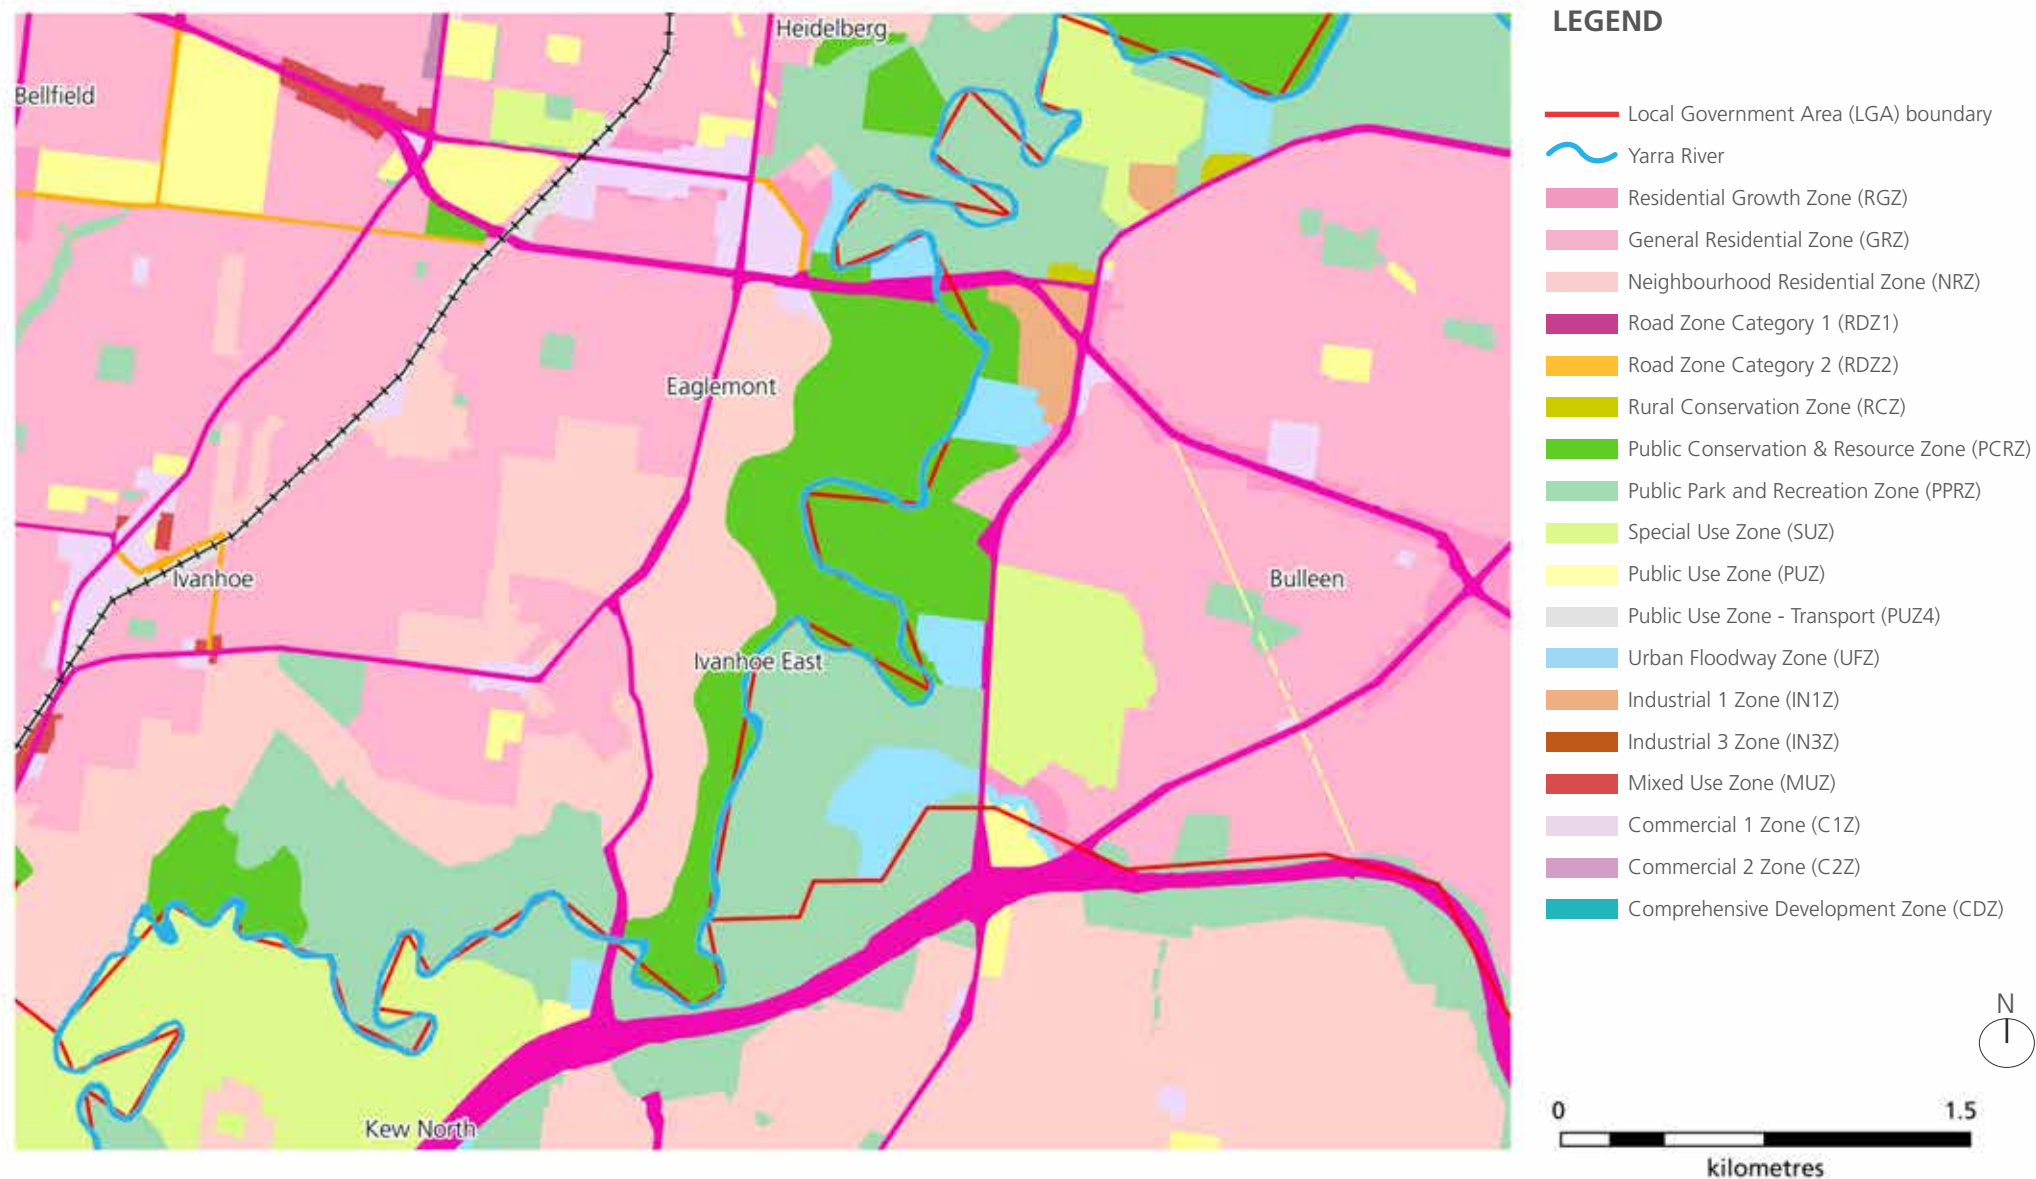 Heidelberg
Bellfield
Eaglemont
Ivanhoe
Bulleen
Ivanhoe East
Kew North
LEGEND
Local Government Area (LGA) boundary
Yarra River
Residential Growth Zone (RGZ)
General Residential Zone (GRZ)
Neighbourhood Residential Zone (NRZ)
Road Zone Category 1 (RDZ1)
Road Zone Category 2 (RDZ2)
Rural Conservation Zone (RCZ)
Public Conservation & Resource Zone (PCRZ)
Public Park and Recreation Zone (PPRZ)
Special Use Zone (SUZ)
Public Use Zone (PUZ)
Public Use Zone - Transport (PUZ4)
Urban Floodway Zone (UFZ)
Industrial 1 Zone (IN1Z)
Industrial 3 Zone (IN3Z)
Mixed Use Zone (MUZ)
Commercial 1 Zone (C1Z)
Commercial 2 Zone (C2Z)
Comprehensive Development Zone (CDZ)
N
0 1.5
kilometres